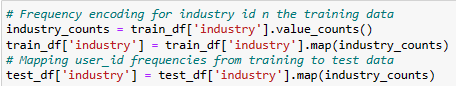 # Frequency encoding for industry id n the training data
industry_counts = train_df['industry'].value_counts()
train_df['industry'] = train_df['industry'].map(industry_counts)
# Mapping user_id frequencies from training to test data
test_df['industry'] = test_df['industry'].map(industry_counts)